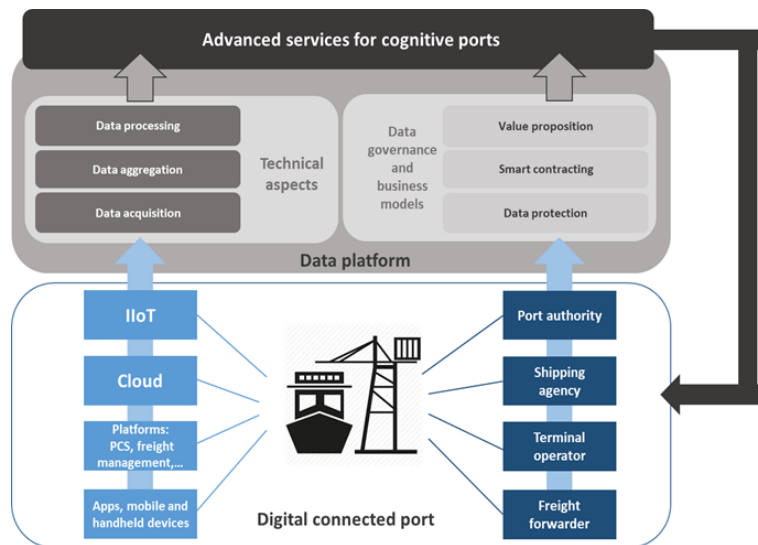 Advanced services for cognitive ports
Data processing
Data aggregation
Data acquisition
Technical
aspects
Data
governance
and
business
models
Value proposition
Smart contracting
Data protection
Data platform
IIoT
Cloud
Platforms:
PCS, freight
management,...
Apps, mobile and
handheld devices
Port authority
Shipping
agency
Terminal
operator
Freight
forwarder
Digital connected port